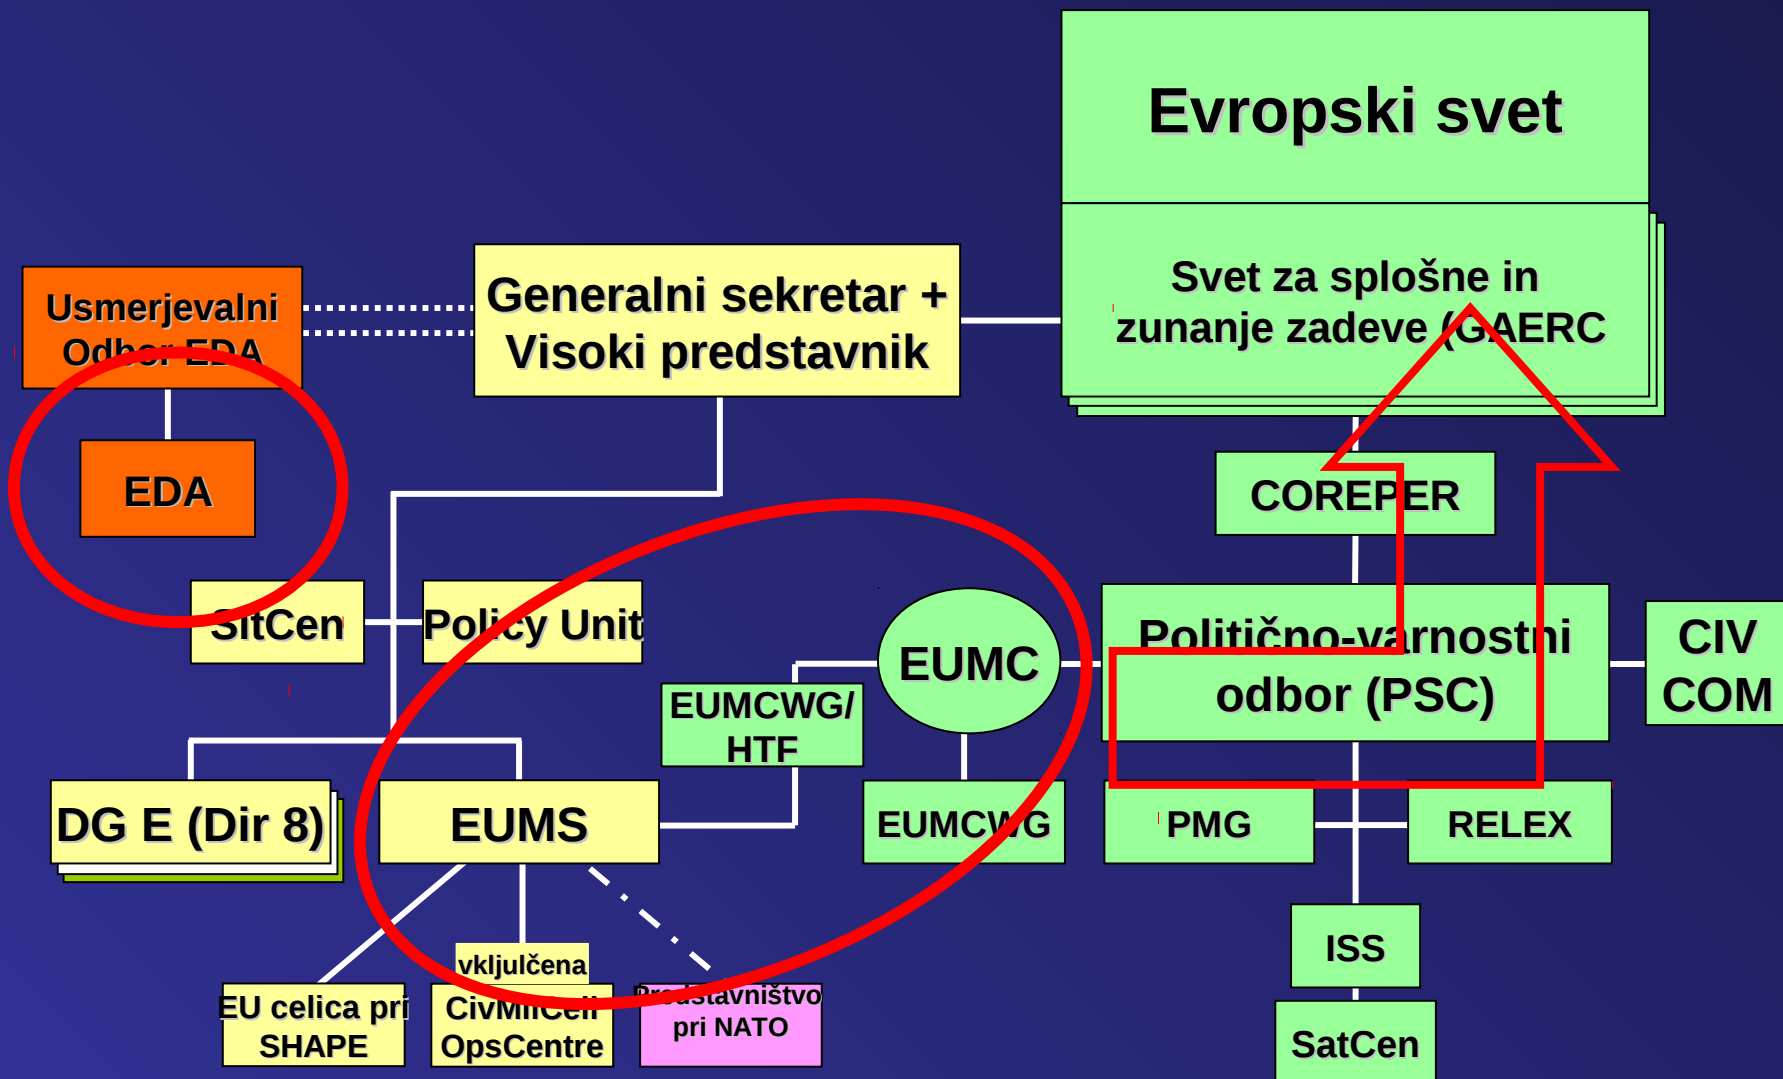 Evropski svet
Svet za splošne in
zunanje zadeve (GAERC
Generalni sekretar +
Visoki predstavnik
Usmerjevalni
Odbor EDA
EDA
COREPER
SitCen
Policy Unit
EUMC
Politično-varnostni
odbor (PSC)
CIV
COM
EUMCWG/
HTF
DG E (Dir 8)
EUMS
EUMCWG
PMG
RELEX
ISS
SatCen
vključčena
EU celica pri
SHAPE
CivMilCell
OpsCentre
Predstavništvo
pri NATO